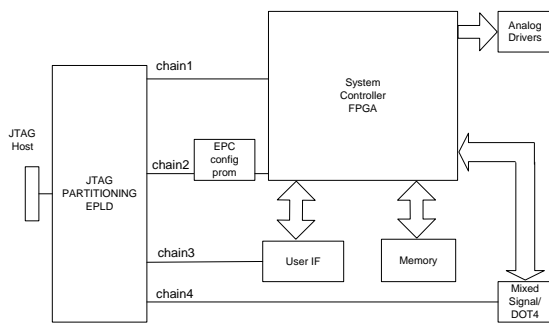 Analog
Drivers
chain1
System
Controller
FPGA
JTAG
Host
EPC
config
prom
chain2
JTAG
PARTITIONING
EPLD
chain3
User IF
Memory
chain4
Mixed
Signal/
DOT4